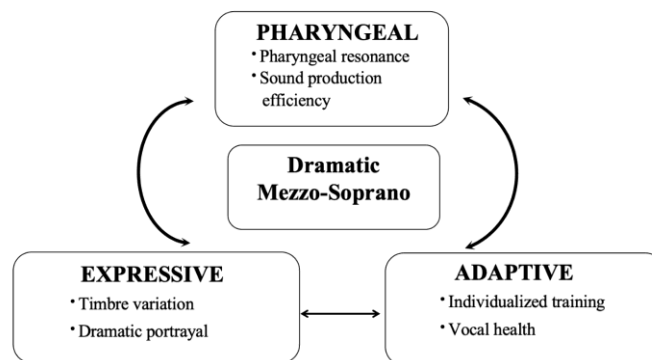 PHARYNGEAL
• Pharyngeal resonance
• Sound production
efficiency
Dramatic
Mezzo-Soprano
EXPRESSIVE
• Timbre variation
• Dramatic portrayal
ADAPTIVE
• Individualized training
• Vocal health